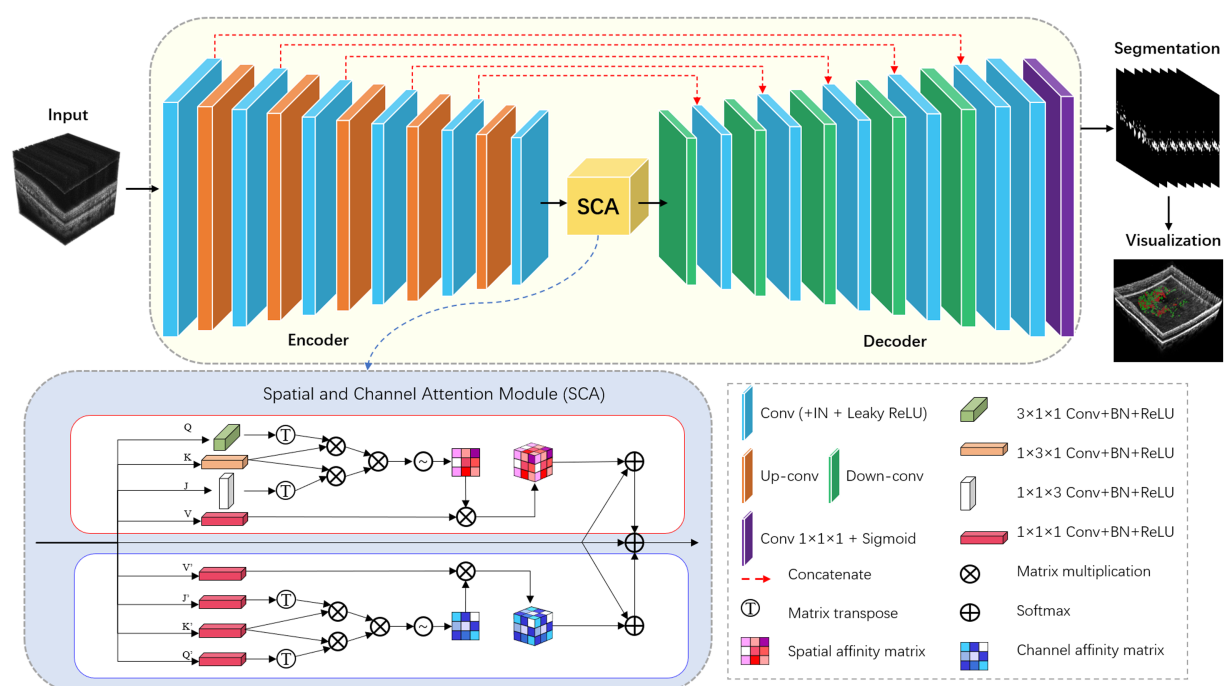 Input
Segmentation
Visualization
SCA
Encoder
Decoder
Spatial and Channel Attention Module (SCA)
Q
T
K
~
J
T
V
V'
J'
T
K'
~
Q'
T
Conv (+IN + Leaky ReLU)
3×1×1 Conv+BN+ReLU
1×3×1 Conv+BN+ReLU
Up-conv
Down-conv
1×1×3 Conv+BN+ReLU
Conv 1×1×1 + Sigmoid
1×1×1 Conv+BN+ReLU
Concatenate
Matrix multiplication
T
Matrix transpose
Softmax
Spatial affinity matrix
Channel affinity matrix